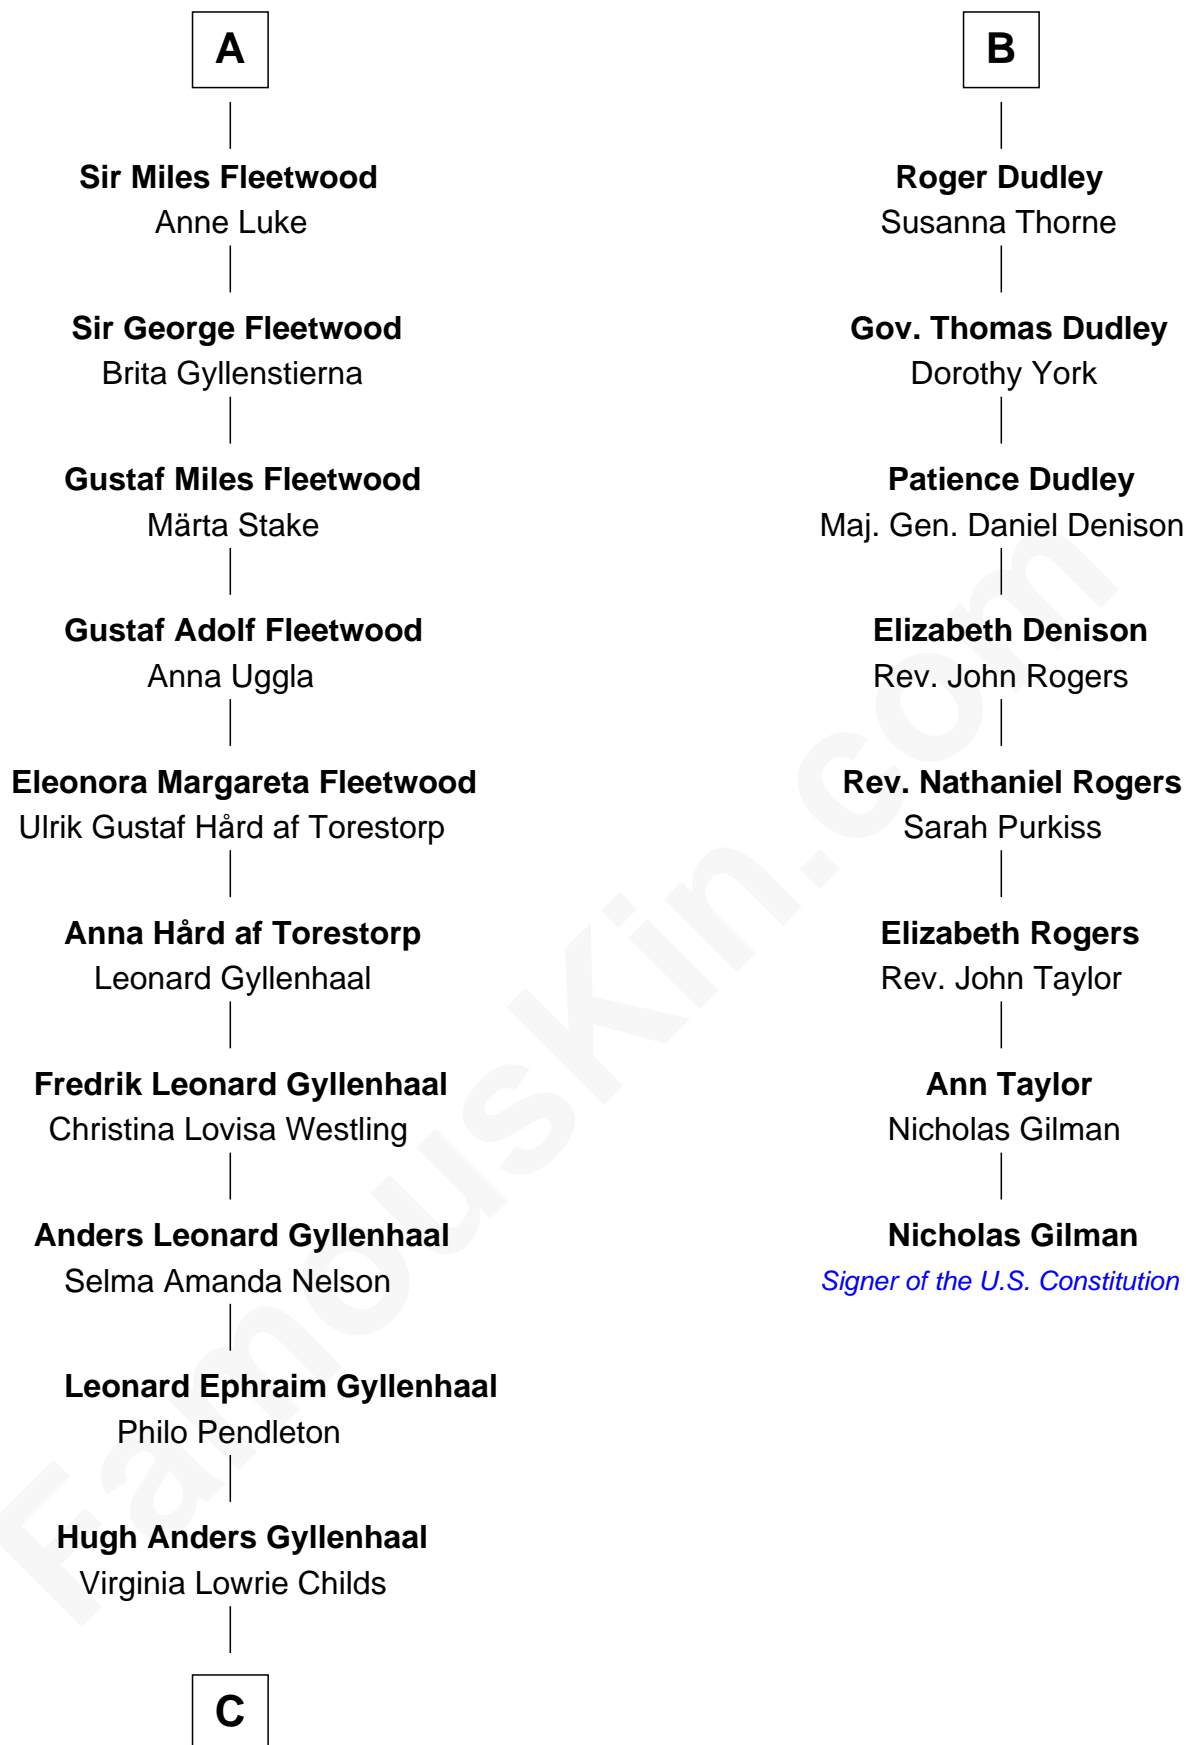 A
Sir Miles Fleetwood
Anne Luke
Sir George Fleetwood
Brita Gyllenstierna
Gustaf Miles Fleetwood
Märta Stake
Gustaf Adolf Fleetwood
Anna Uggla
Eleonora Margareta Fleetwood
Ulrik Gustaf Hård af Torestorp
Anna Hård af Torestorp
Leonard Gyllenhaal
Fredrik Leonard Gyllenhaal
Christina Lovisa Westling
Anders Leonard Gyllenhaal
Selma Amanda Nelson
Leonard Ephraim Gyllenhaal
Philo Pendleton
Hugh Anders Gyllenhaal
Virginia Lowrie Childs
C
B
Roger Dudley
Susanna Thorne
Gov. Thomas Dudley
Dorothy York
Patience Dudley
Maj. Gen. Daniel Denison
Elizabeth Denison
Rev. John Rogers
Rev. Nathaniel Rogers
Sarah Purkiss
Elizabeth Rogers
Rev. John Taylor
Ann Taylor
Nicholas Gilman
Nicholas Gilman
Signer of the U.S. Constitution
FamousKin.com